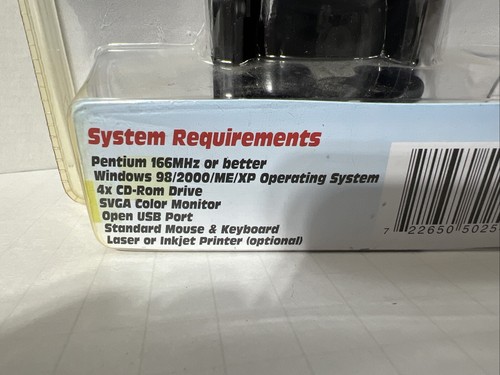 System Requirements
Pentium 166MHz or better
Windows 98/2000/ME/XP Operating System
4x CD-Rom Drive
SVGA Color Monitor
Open USB Port
Standard Mouse & Keyboard
Laser or Inkjet Printer (optional)
7 22650 5025